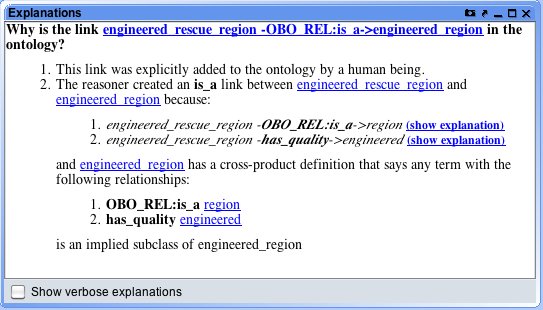 Explanations
Why is the link engineered_rescue_region -OBO_REL:is_a->engineered_region in the
ontology?
1. This link was explicitly added to the ontology by a human being.
2. The reasoner created an is_a link between engineered_rescue_region and
engineered_region because:
1. engineered_rescue_region -OBO_REL:is_a->region (show explanation)
2. engineered_rescue_region -has_quality->engineered (show explanation)
and engineered_region has a cross-product definition that says any term with the
following relationships:
1. OBO_REL:is_a region
2. has_quality engineered
is an implied subclass of engineered_region
Show verbose explanations